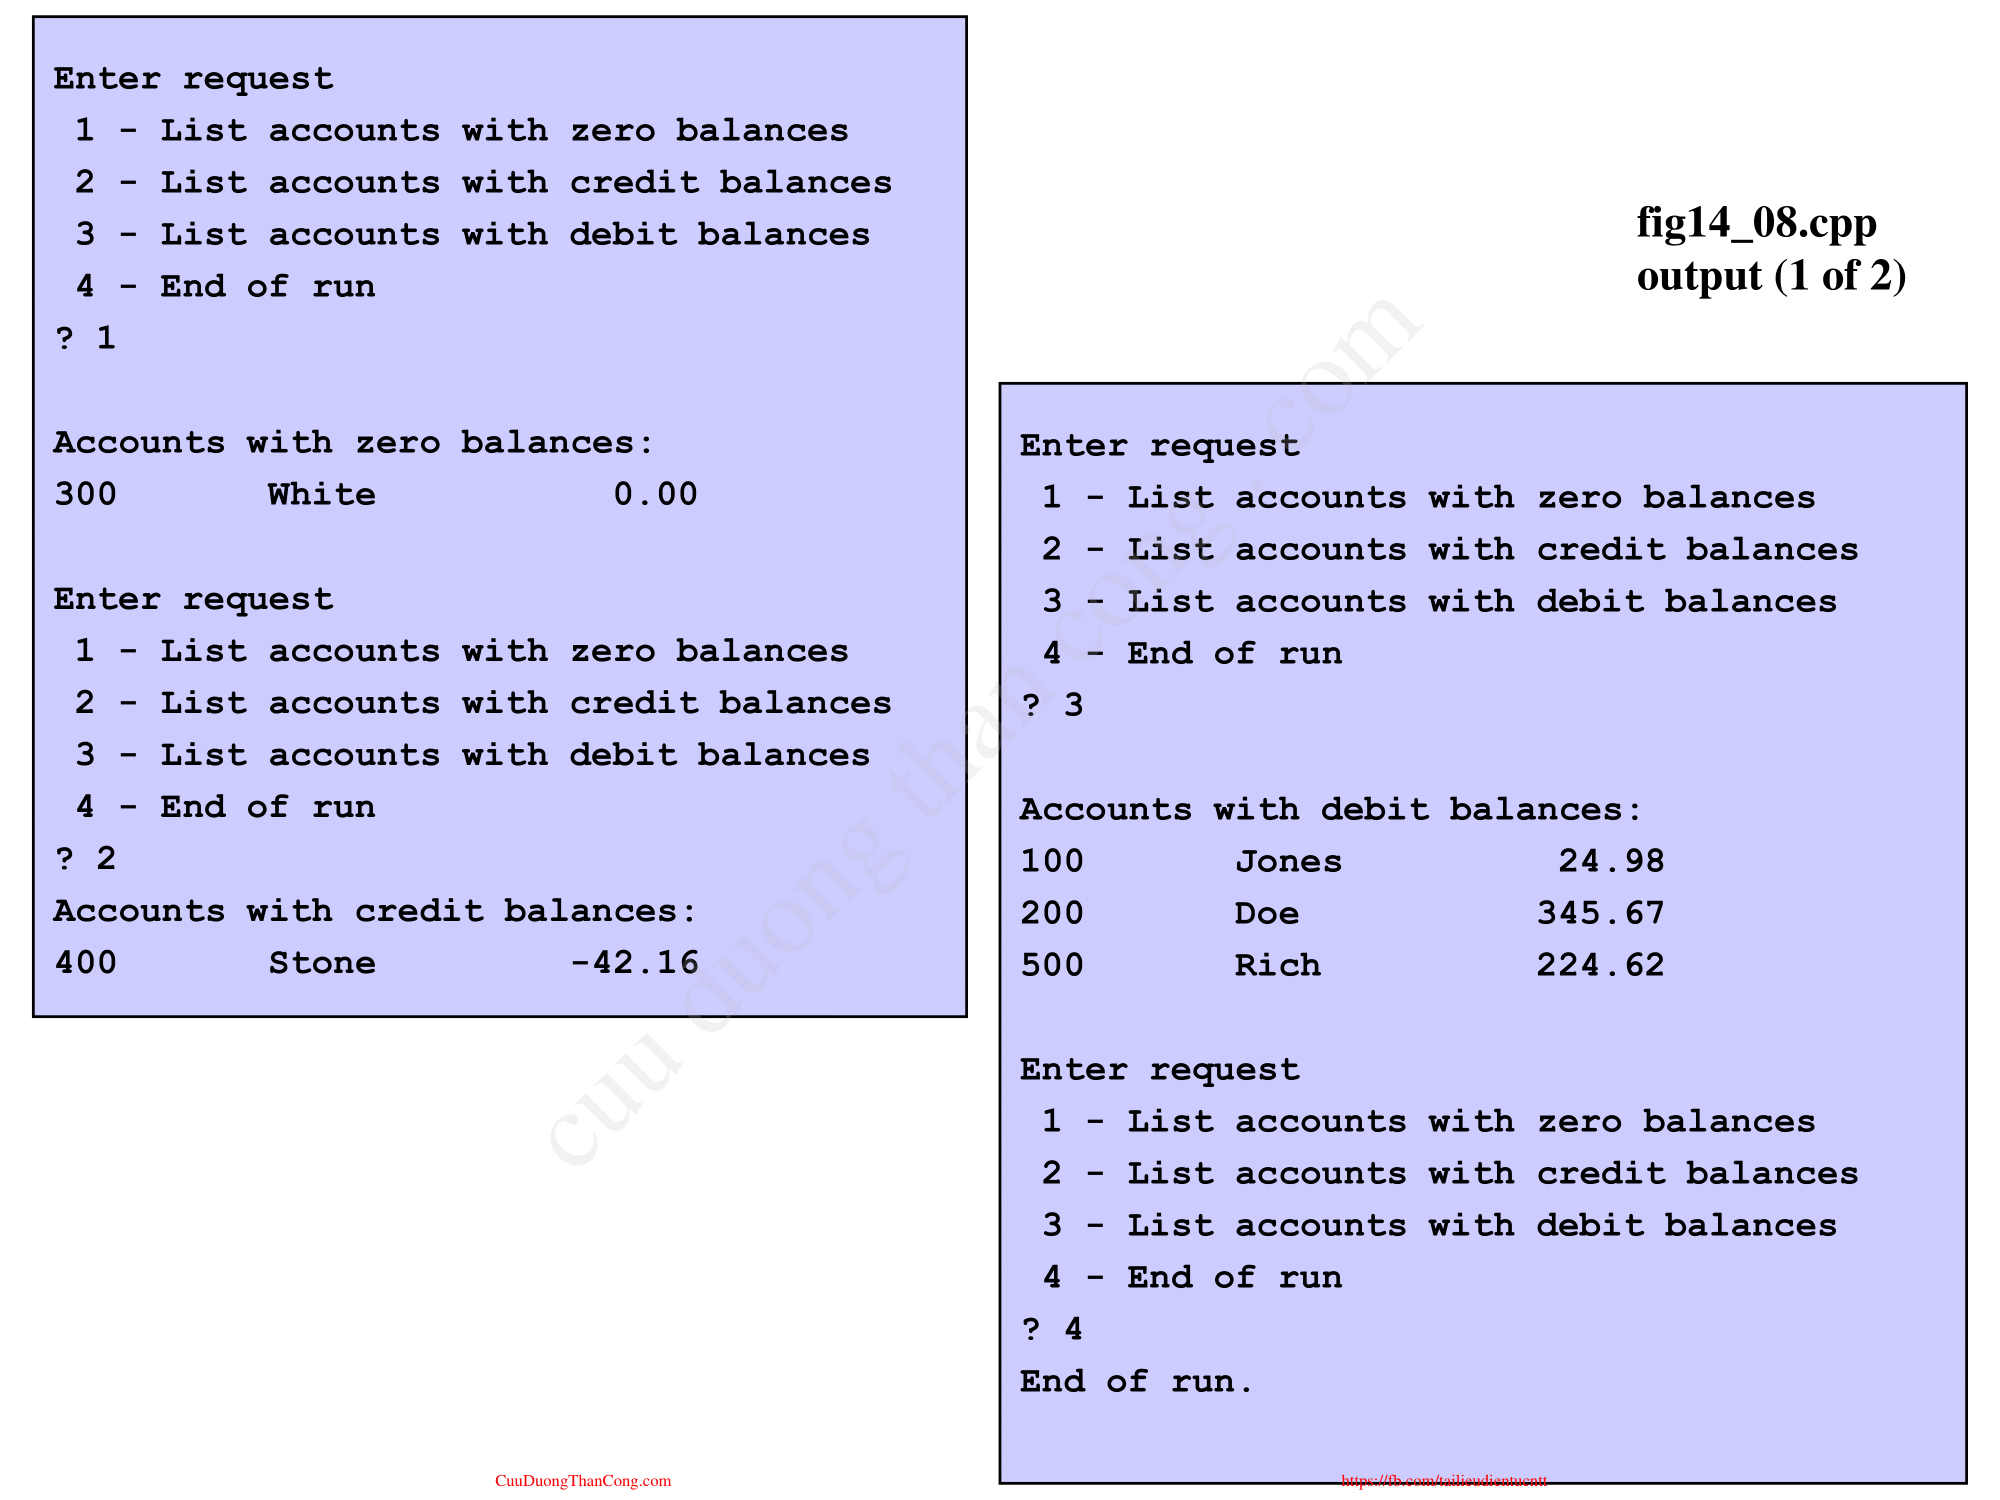 Enter request
 1 - List accounts with zero balances
 2 - List accounts with credit balances
 3 - List accounts with debit balances
 4 - End of run
? 1

Accounts with zero balances:
300       White           0.00

Enter request
 1 - List accounts with zero balances
 2 - List accounts with credit balances
 3 - List accounts with debit balances
 4 - End of run
? 2
Accounts with credit balances:
400       Stone         -42.16
fig14_08.cpp
output (1 of 2)
Enter request
 1 - List accounts with zero balances
 2 - List accounts with credit balances
 3 - List accounts with debit balances
 4 - End of run
? 3

Accounts with debit balances:
100       Jones          24.98
200       Doe           345.67
500       Rich          224.62

Enter request
 1 - List accounts with zero balances
 2 - List accounts with credit balances
 3 - List accounts with debit balances
 4 - End of run
? 4
End of run.
cuu duong than cong . com
CuuDuongThanCong.com
https://fb.com/tailieudientucntt